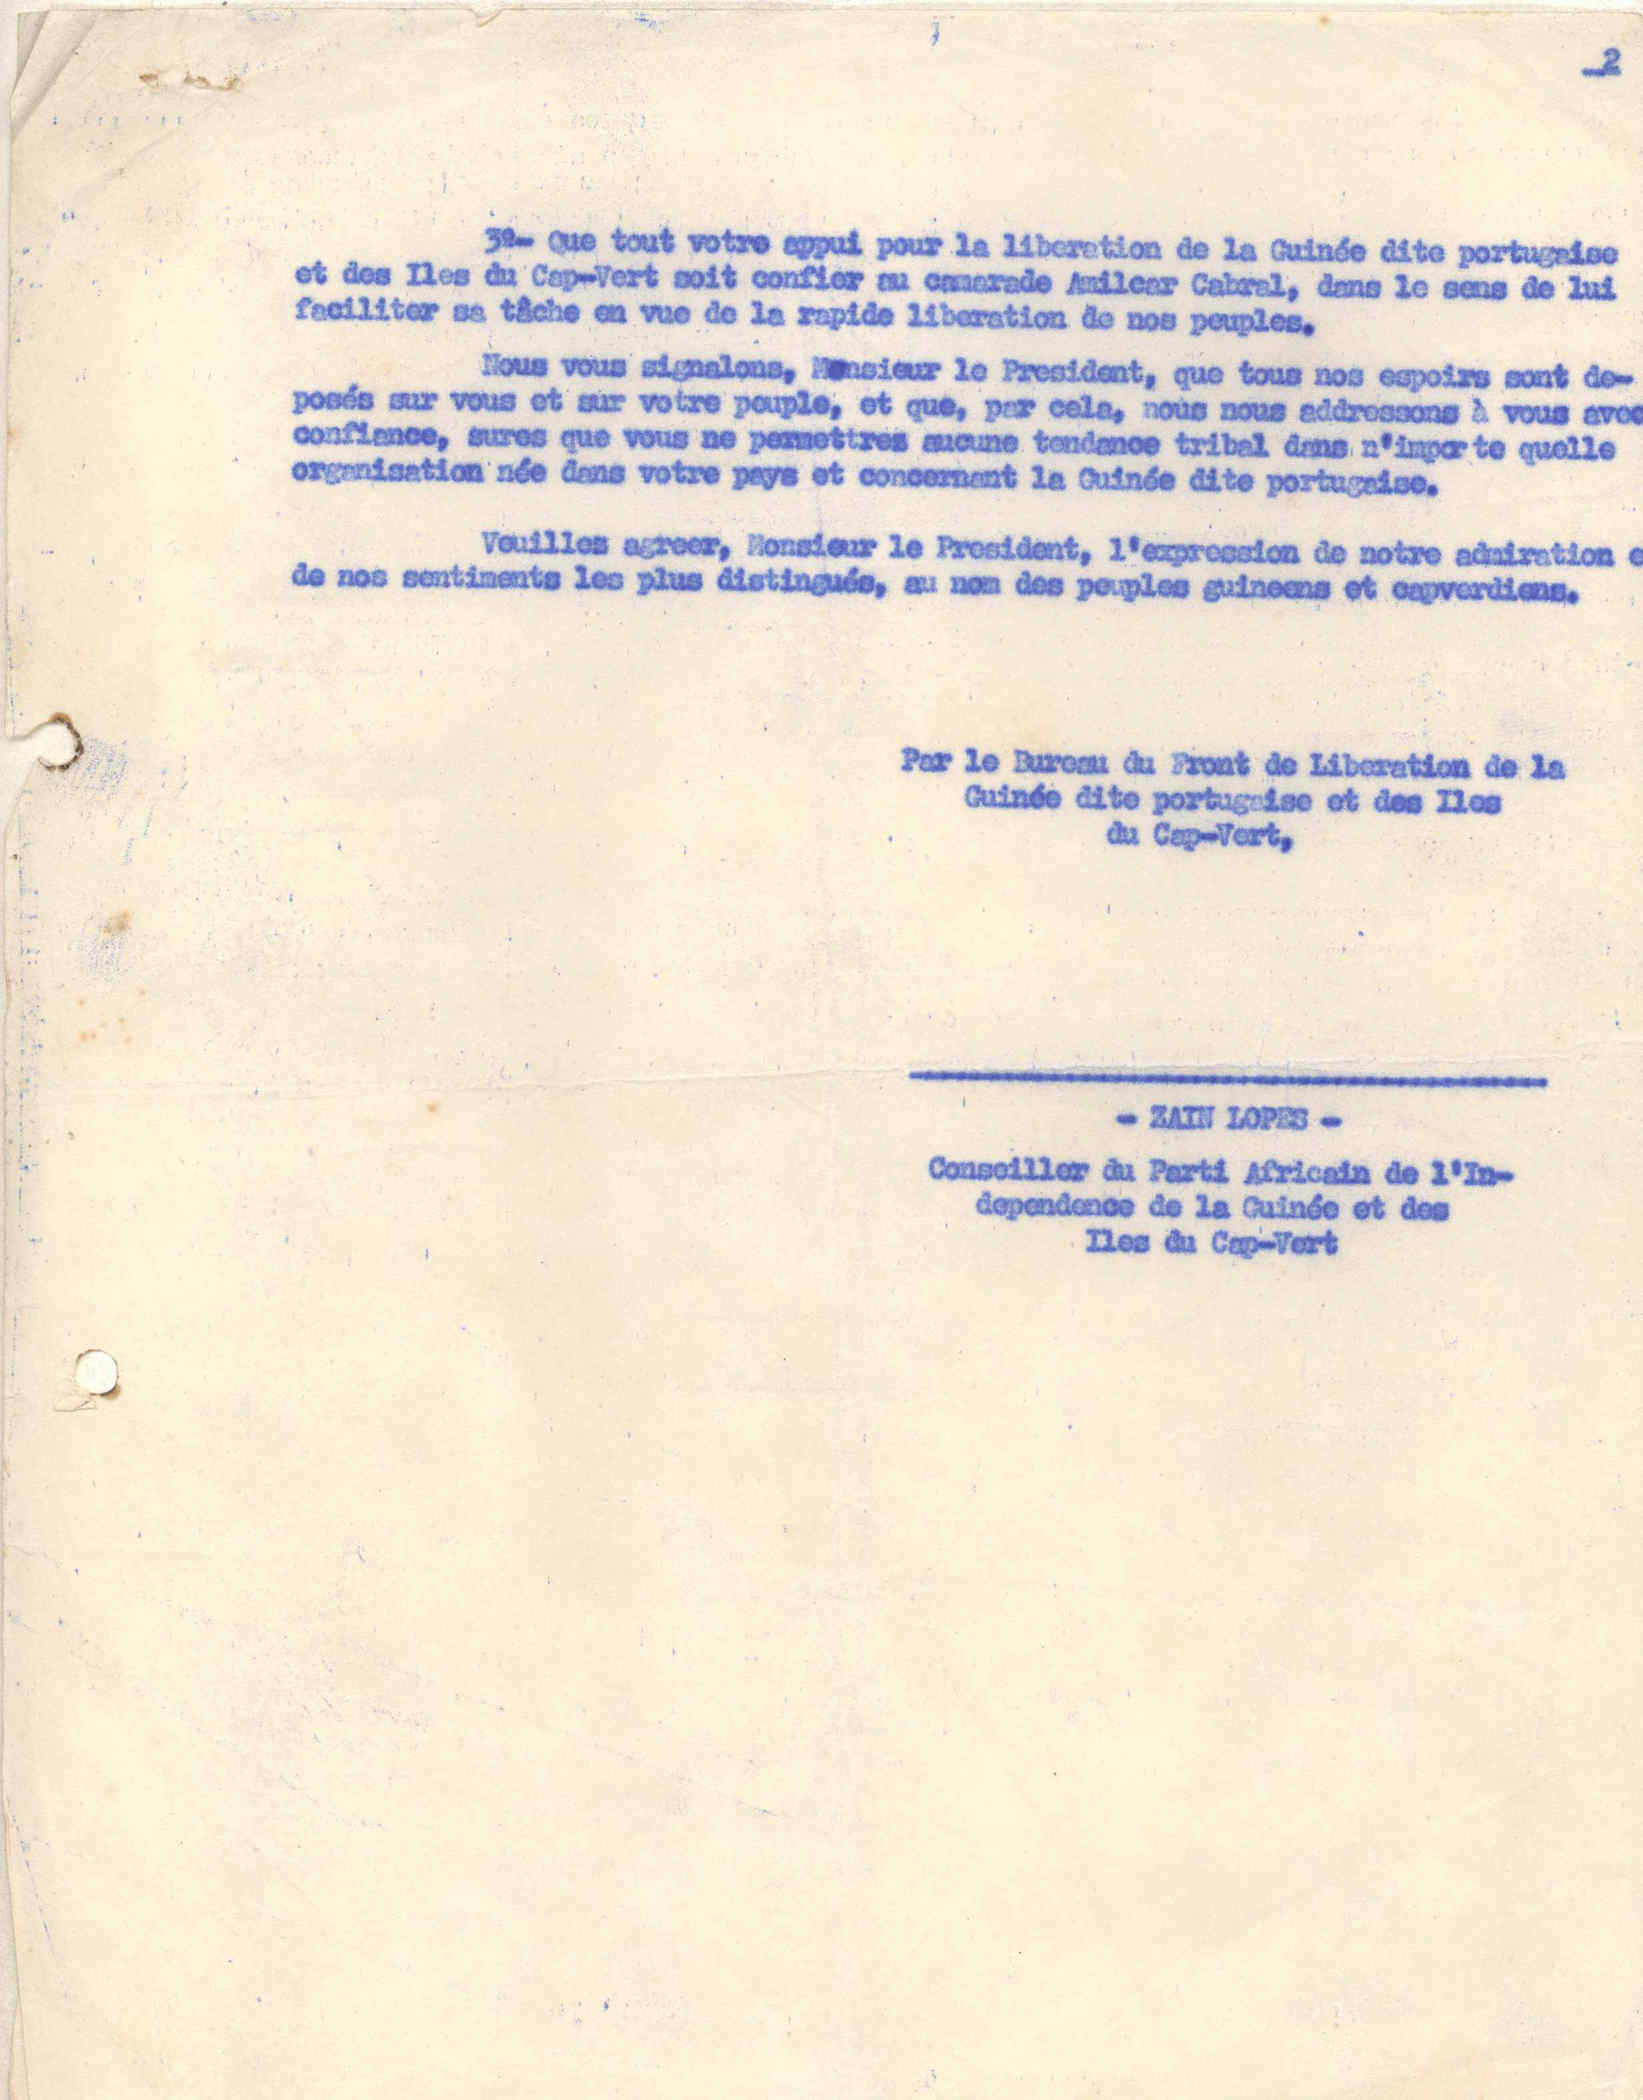 _2
3º- Que tout votre appui pour la liberation de la Guinée dite portugaise
et des Iles du Cap-Vert soit confier au camarade Amilcar Cabral, dans le sens de lui
faciliter sa tâche en vue de la rapide liberation de nos peuples.
Nous vous signalons, Monsieur le President, que tous nos espoirs sont de-
posés sur vous et sur votre peuple, et que, par cela, nous nous addressons à vous avec
confiance, sures que vous ne permettrez aucune tendance tribal dans n'importe quelle
organisation née dans votre pays et concernant la Guinée dite portugaise.
Veuillez agreer, Monsieur le President, l'expression de notre admiration e
de nos sentiments les plus distingués, au nom des peuples guineens et capverdiens.
Par le Bureau du Front de Liberation de la
Guinée dite portugaise et des Iles
du Cap-Vert,
- ZAIN LOPES -
Conseiller du Parti Africain de l'In-
dependence de la Guinée et des
Iles du Cap-Vert